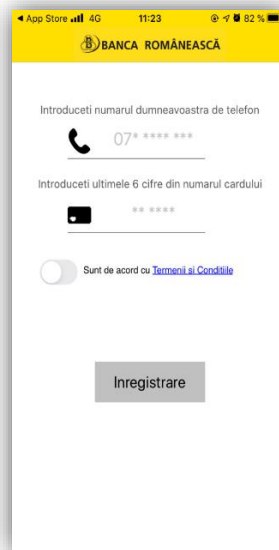 App Store 4G 11:23 82 %
BANCA ROMÂNEASCĂ
Introduceti numarul dumneavoastra de telefon
07* **** ***
Introduceti ultimele 6 cifre din numarul cardului
** ****
Sunt de acord cu Termenii si Conditiile
Inregistrare